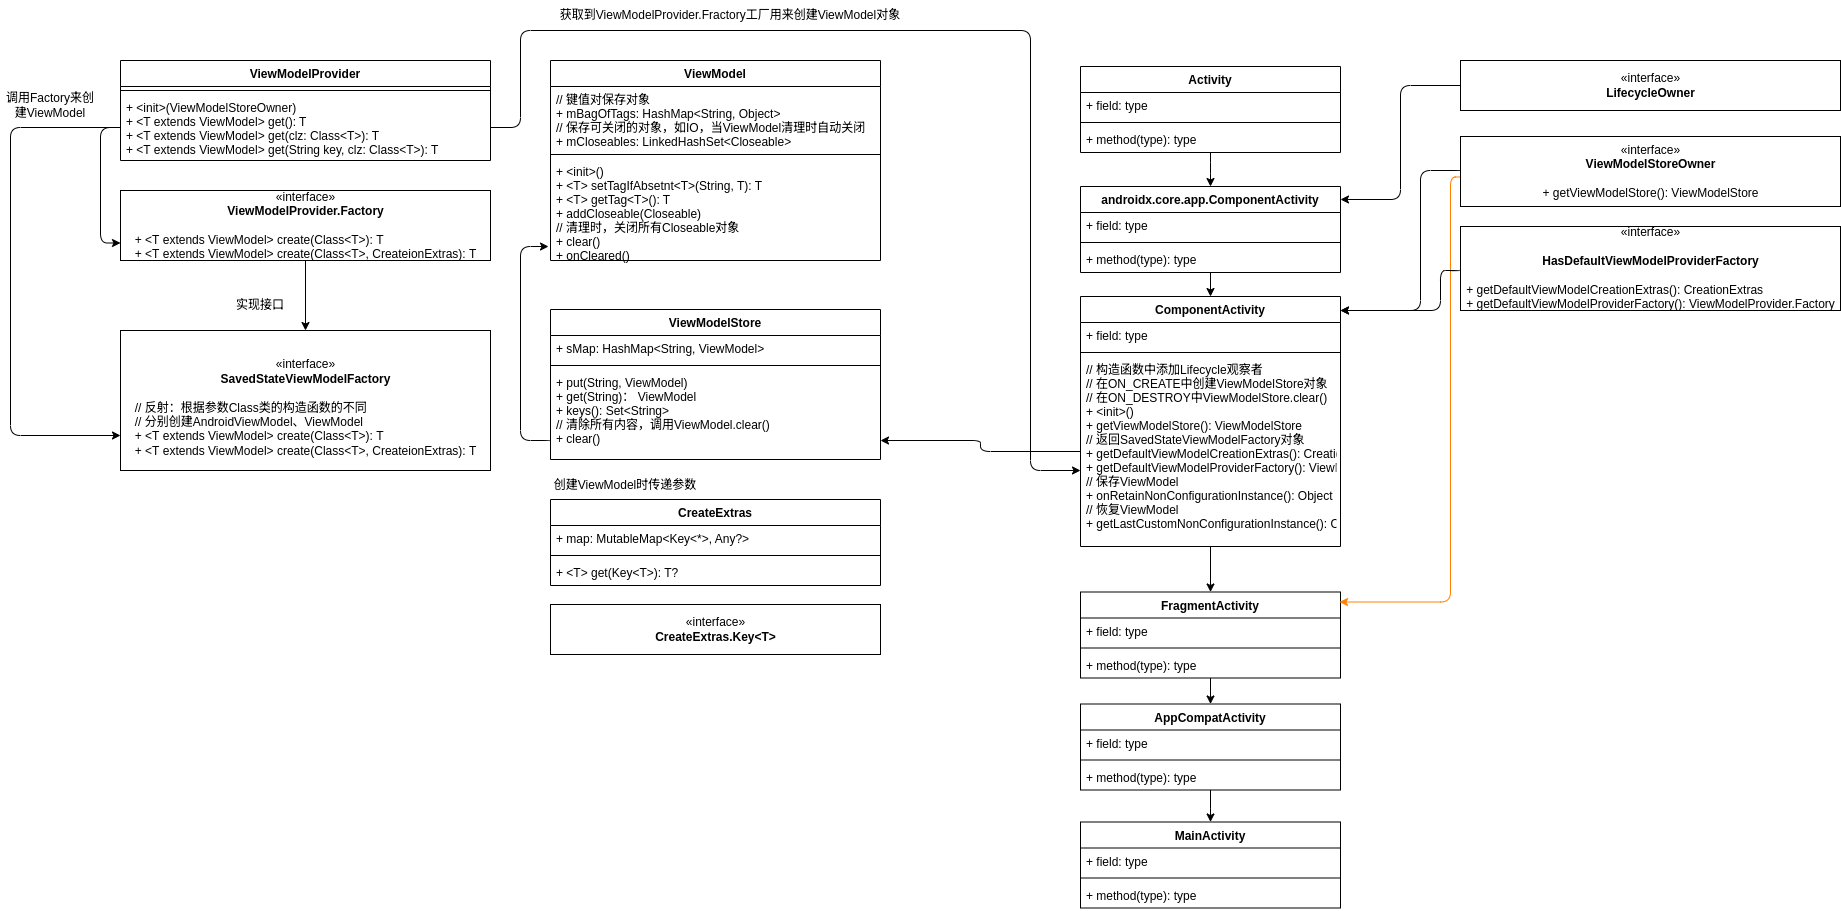 获取到ViewModelProvider.Fractory工厂用来创建ViewModel对象
调用Factory来创
建ViewModel
ViewModelProvider
+ <init>(ViewModelStoreOwner)
+ <T extends ViewModel> get(): T
+ <T extends ViewModel> get(clz: Class<T>): T
+ <T extends ViewModel> get(String key, clz: Class<T>): T
«interface»
ViewModelProvider.Factory
+ <T extends ViewModel> create(Class<T>): T
+ <T extends ViewModel> create(Class<T>, CreateionExtras): T
实现接口
«interface»
SavedStateViewModelFactory
// 反射：根据参数Class类的构造函数的不同
// 分别创建AndroidViewModel、ViewModel
+ <T extends ViewModel> create(Class<T>): T
+ <T extends ViewModel> create(Class<T>, CreateionExtras): T
ViewModel
// 键值对保存对象
+ mBagOfTags: HashMap<String, Object>
// 保存可关闭的对象，如IO，当ViewModel清理时自动关闭
+ mCloseables: LinkedHashSet<Closeable>
+ <init>()
+ <T> setTagIfAbsetnt<T>(String, T): T
+ <T> getTag<T>(): T
+ addCloseable(Closeable)
// 清理时，关闭所有Closeable对象
+ clear()
+ onCleared()
ViewModelStore
+ sMap: HashMap<String, ViewModel>
+ put(String, ViewModel)
+ get(String)： ViewModel
+ keys(): Set<String>
// 清除所有内容，调用ViewModel.clear()
+ clear()
创建ViewModel时传递参数
CreateExtras
+ map: MutableMap<Key<*>, Any?>
+ <T> get(Key<T>): T?
«interface»
CreateExtras.Key<T>
Activity
+ field: type
+ method(type): type
androidx.core.app.ComponentActivity
+ field: type
+ method(type): type
ComponentActivity
+ field: type
// 构造函数中添加Lifecycle观察者
// 在ON_CREATE中创建ViewModelStore对象
// 在ON_DESTROY中ViewModelStore.clear()
+ <init>()
+ getViewModelStore(): ViewModelStore
// 返回SavedStateViewModelFactory对象
+ getDefaultViewModelCreationExtras(): Creati
+ getDefaultViewModelProviderFactory(): View
// 保存ViewModel
+ onRetainNonConfigurationInstance(): Object
// 恢复ViewModel
+ getLastCustomNonConfigurationInstance(): C
FragmentActivity
+ field: type
+ method(type): type
AppCompatActivity
+ field: type
+ method(type): type
MainActivity
+ field: type
+ method(type): type
«interface»
LifecycleOwner
«interface»
ViewModelStoreOwner
+ getViewModelStore(): ViewModelStore
«interface»
HasDefaultViewModelProviderFactory
+ getDefaultViewModelCreationExtras(): CreationExtras
+ getDefaultViewModelProviderFactory(): ViewModelProvider.Factory